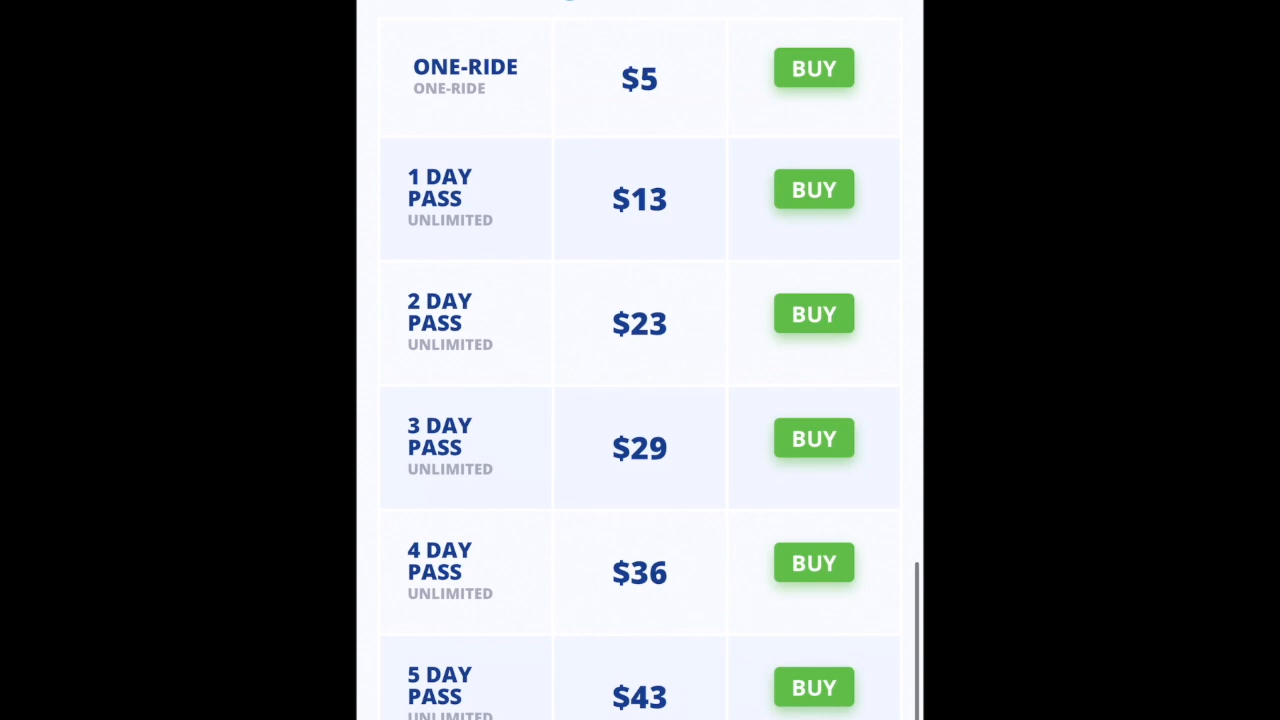 ONE-RIDE
ONE-RIDE
$5
BUY
1 DAY
PASS
UNLIMITED
$13
BUY
2 DAY
PASS
UNLIMITED
$23
BUY
3 DAY
PASS
UNLIMITED
$29
BUY
4 DAY
PASS
UNLIMITED
$36
BUY
5 DAY
PASS
UNLIMITED
$43
BUY